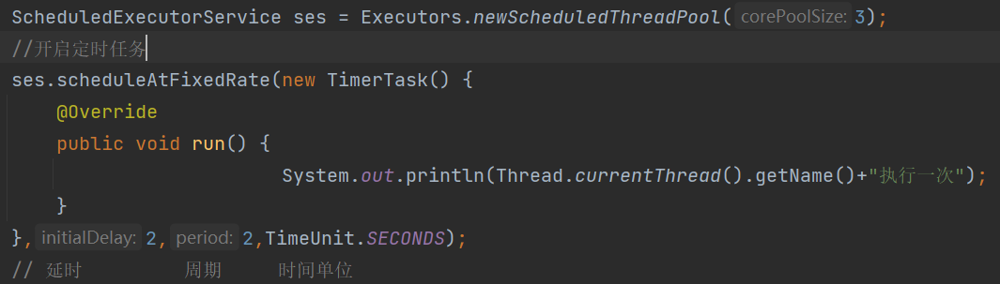 ScheduledExecutorService ses = Executors.newScheduledThreadPool( corePoolSize: 3);
//开启定时任务
ses.scheduleAtFixedRate(new TimerTask() {
@Override
public void run() {
System.out.println(Thread.currentThread().getName()+"执行一次");
}
}, initialDelay: 2, period: 2,TimeUnit.SECONDS);
// 延时 周期 时间单位